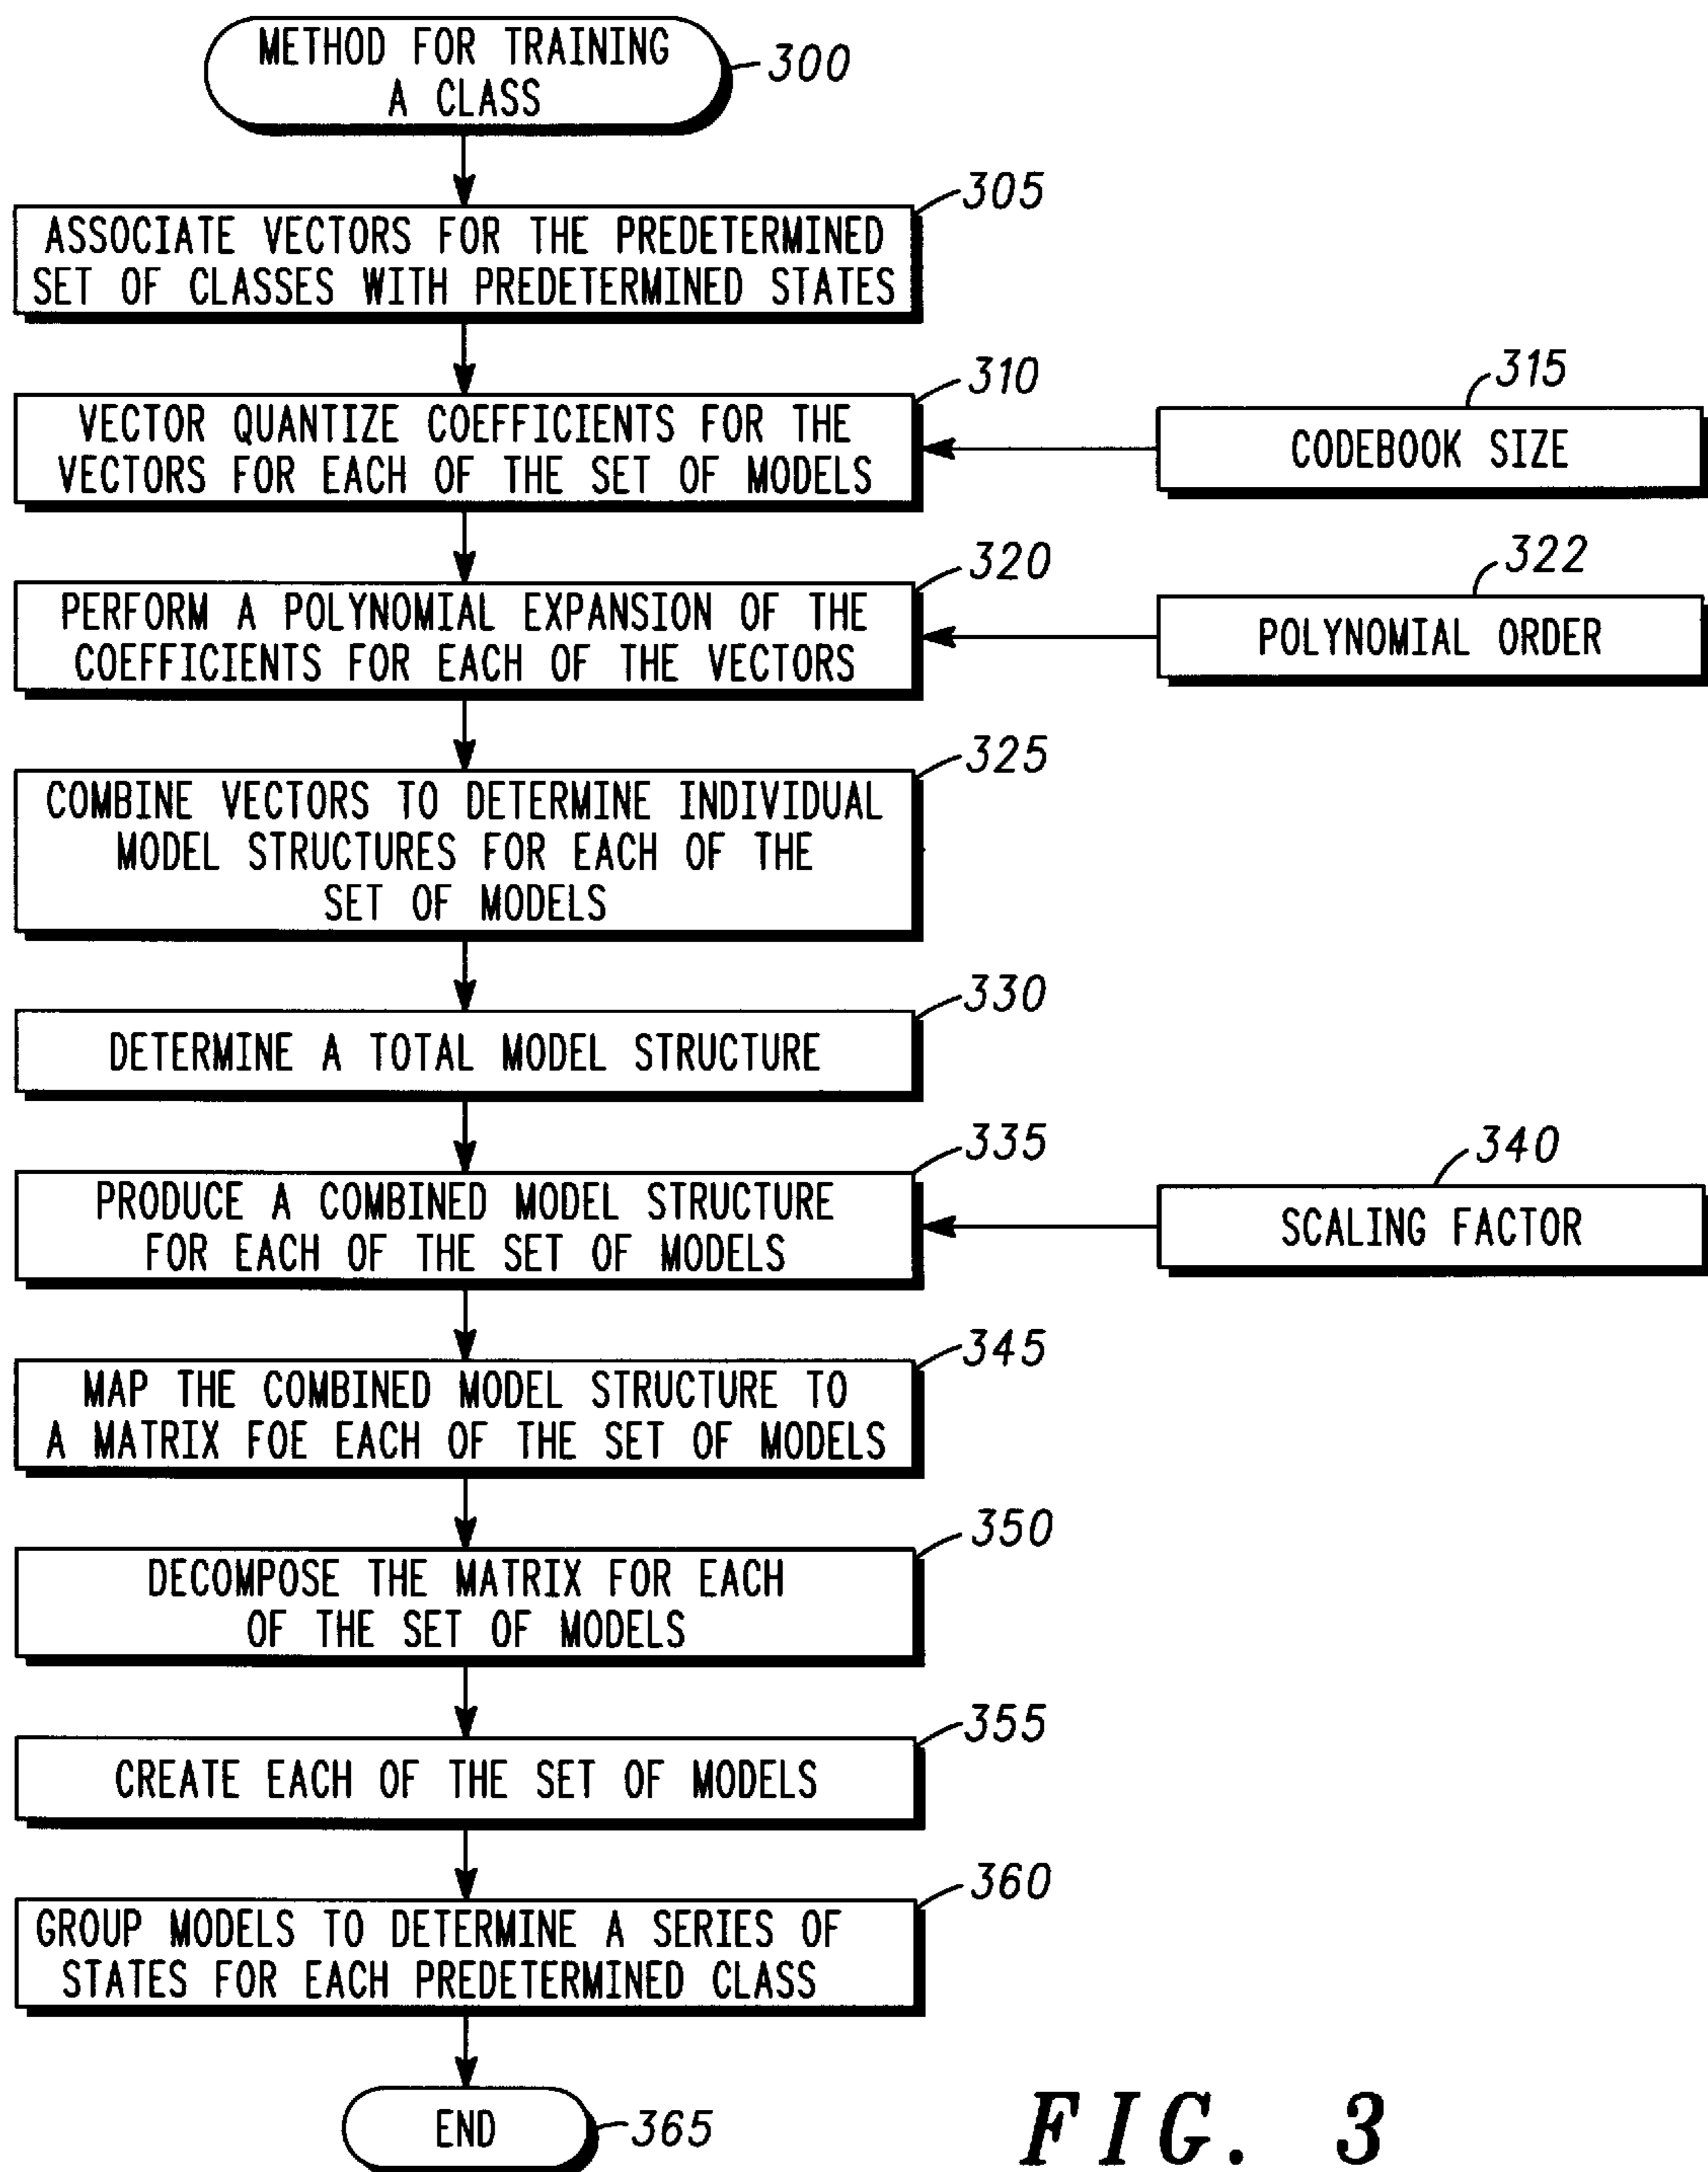 METHOD FOR TRAINING
A CLASS
300
305
ASSOCIATE VECTORS FOR THE PREDETERMINED
SET OF CLASSES WITH PREDETERMINED STATES
310
VECTOR QUANTIZE COEFFICIENTS FOR THE
VECTORS FOR EACH OF THE SET OF MODELS
315
CODEBOOK SIZE
320
PERFORM A POLYNOMIAL EXPANSION OF THE
COEFFICIENTS FOR EACH OF THE VECTORS
322
POLYNOMIAL ORDER
325
COMBINE VECTORS TO DETERMINE INDIVIDUAL
MODEL STRUCTURES FOR EACH OF THE
SET OF MODELS
330
DETERMINE A TOTAL MODEL STRUCTURE
335
PRODUCE A COMBINED MODEL STRUCTURE
FOR EACH OF THE SET OF MODELS
340
SCALING FACTOR
345
MAP THE COMBINED MODEL STRUCTURE TO
A MATRIX FOE EACH OF THE SET OF MODELS
350
DECOMPOSE THE MATRIX FOR EACH
OF THE SET OF MODELS
355
CREATE EACH OF THE SET OF MODELS
360
GROUP MODELS TO DETERMINE A SERIES OF
STATES FOR EACH PREDETERMINED CLASS
END
365
FIG. 3